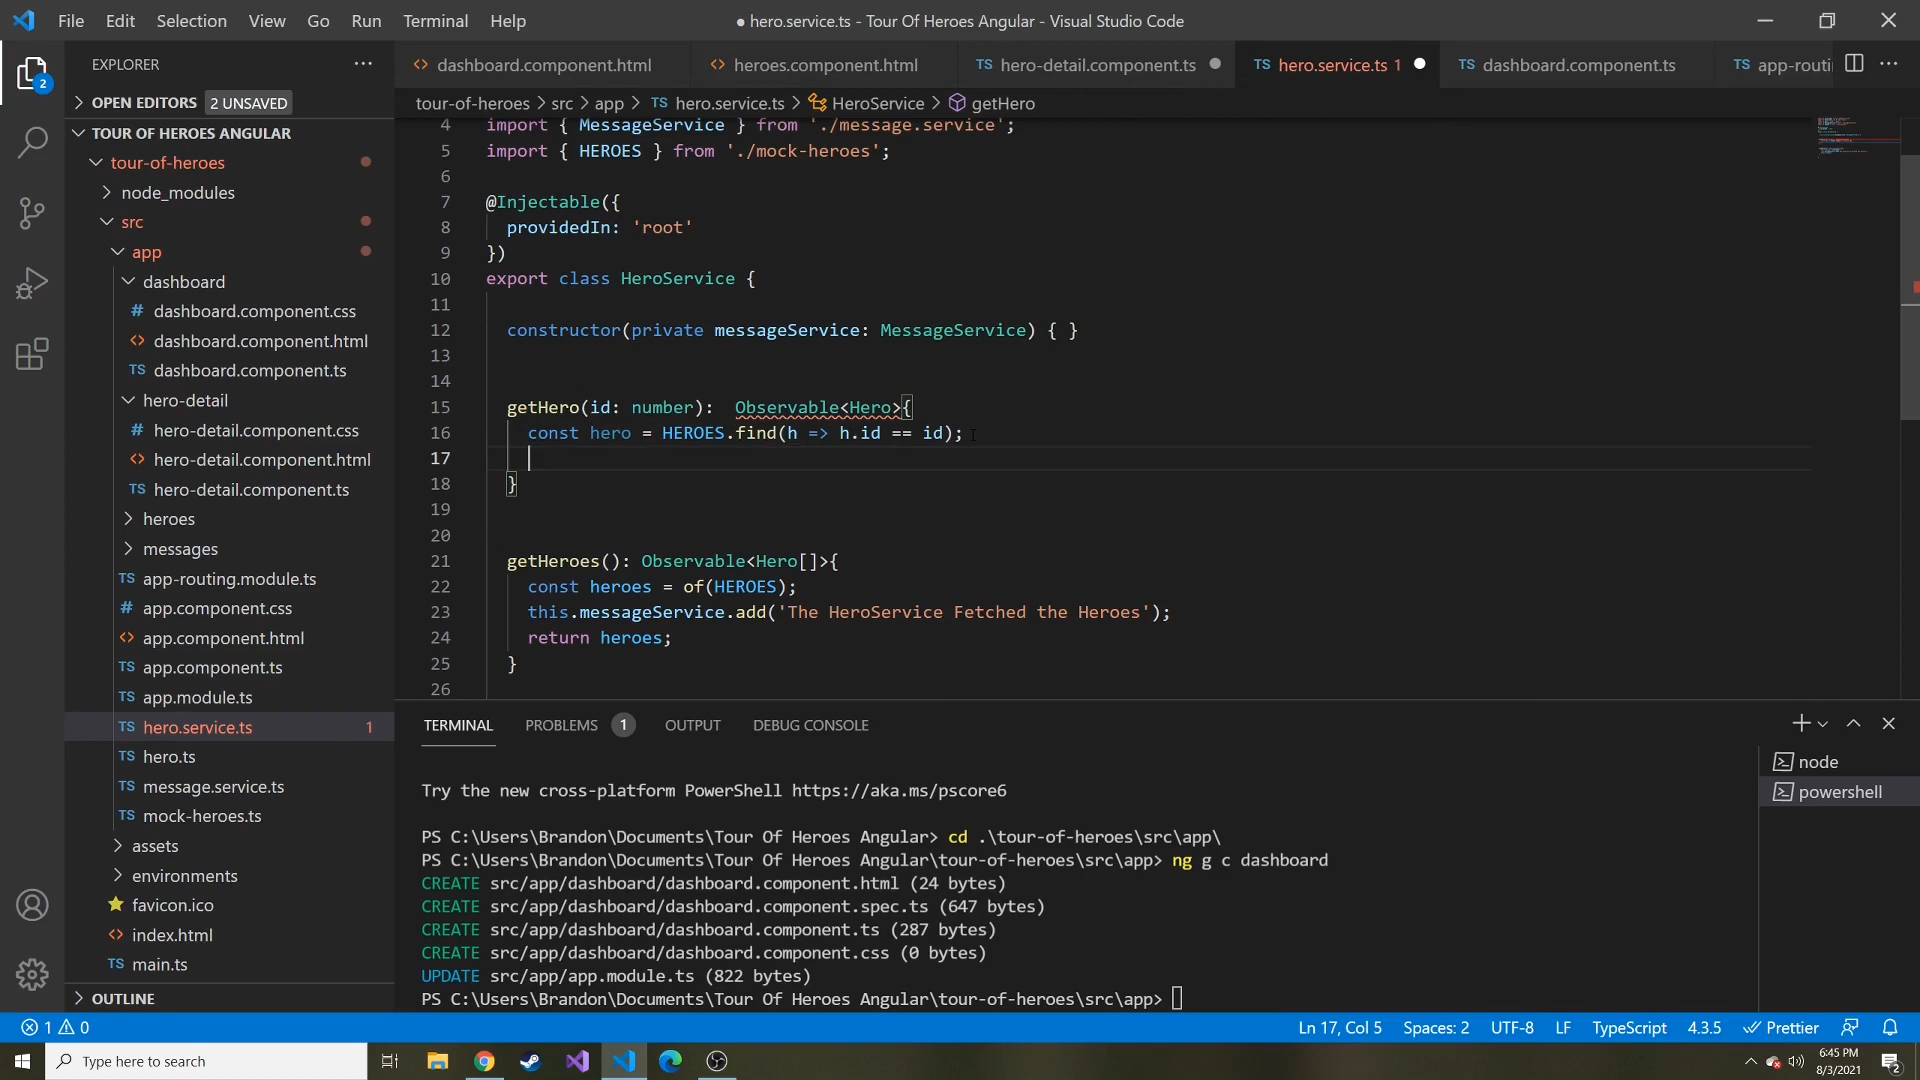 File Edit Selection View Go Run Terminal Help
● hero.service.ts - Tour Of Heroes Angular - Visual Studio Code
EXPLORER
dashboard.component.html
heroes.component.html
TS hero-detail.component.ts
TS hero.service.ts 1
TS dashboard.component.ts
TS app-routi
2
OPEN EDITORS 2 UNSAVED
TOUR OF HEROES ANGULAR
tour-of-heroes
node_modules
src
app
dashboard
# dashboard.component.css
<> dashboard.component.html
TS dashboard.component.ts
hero-detail
# hero-detail.component.css
<> hero-detail.component.html
TS hero-detail.component.ts
heroes
messages
TS app-routing.module.ts
# app.component.css
<> app.component.html
TS app.component.ts
TS app.module.ts
TS hero.service.ts 1
TS hero.ts
TS message.service.ts
TS mock-heroes.ts
assets
environments
favicon.ico
<> index.html
TS main.ts
OUTLINE
tour-of-heroes > src > app > TS hero.service.ts > HeroService > getHero
4 import { MessageService } from './message.service';
5 import { HEROES } from './mock-heroes';
6
7 @Injectable({
8 providedIn: 'root'
9 })
10 export class HeroService {
11
12 constructor(private messageService: MessageService) { }
13
14
15 getHero(id: number):  Observable<Hero>{
16 const hero = HEROES.find(h => h.id == id);
17
18 }
19
20
21 getHeroes(): Observable<Hero[]>{
22 const heroes = of(HEROES);
23 this.messageService.add('The HeroService Fetched the Heroes');
24 return heroes;
25 }
26
TERMINAL PROBLEMS 1 OUTPUT DEBUG CONSOLE
node
powershell
Try the new cross-platform PowerShell https://aka.ms/pscore6
PS C:\Users\Brandon\Documents\Tour Of Heroes Angular> cd .\tour-of-heroes\src\app\
PS C:\Users\Brandon\Documents\Tour Of Heroes Angular\tour-of-heroes\src\app> ng g c dashboard
CREATE src/app/dashboard/dashboard.component.html (24 bytes)
CREATE src/app/dashboard/dashboard.component.spec.ts (647 bytes)
CREATE src/app/dashboard/dashboard.component.ts (287 bytes)
CREATE src/app/dashboard/dashboard.component.css (0 bytes)
UPDATE src/app/app.module.ts (822 bytes)
PS C:\Users\Brandon\Documents\Tour Of Heroes Angular\tour-of-heroes\src\app>
1 0 Ln 17, Col 5 Spaces: 2 UTF-8 LF TypeScript 4.3.5 Prettier
Type here to search
6:45 PM
8/3/2021
2